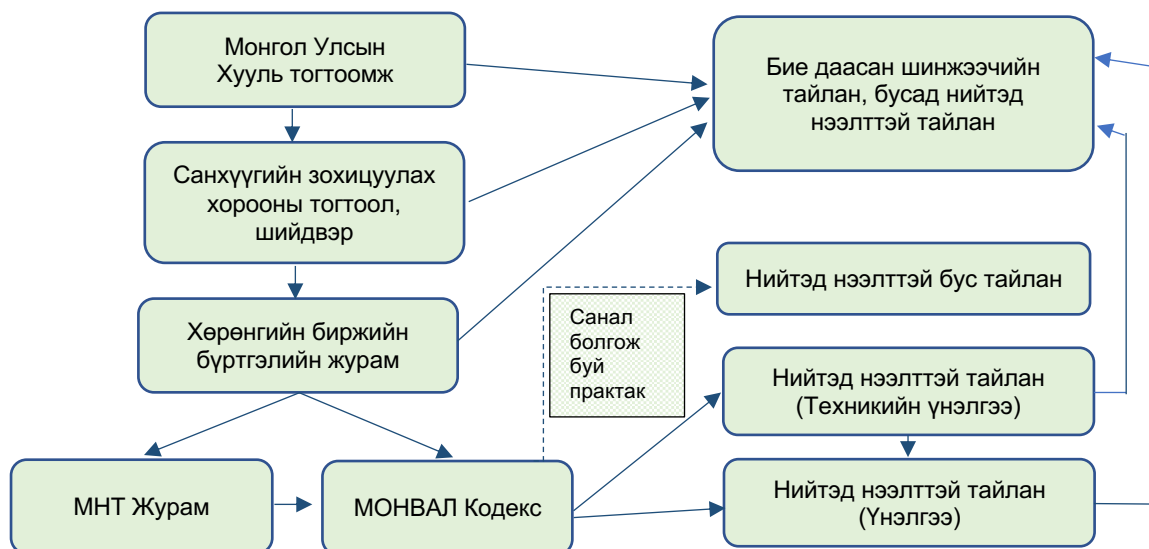 Монгол Улсын
Хууль тогтоомж
Бие даасан шинжээчийн
тайлан, бусад нийтэд
нээлттэй тайлан
Санхүүгийн зохицуулах
хорооны тогтоол,
шийдвэр
Нийтэд нээлттэй бус тайлан
Хөрөнгийн биржийн
бүртгэлийн журам
Санал
болгож
буй
практак
Нийтэд нээлттэй тайлан
(Техникийн үнэлгээ)
МНТ Журам
МОНВАЛ Кодекс
Нийтэд нээлттэй тайлан
(Үнэлгээ)